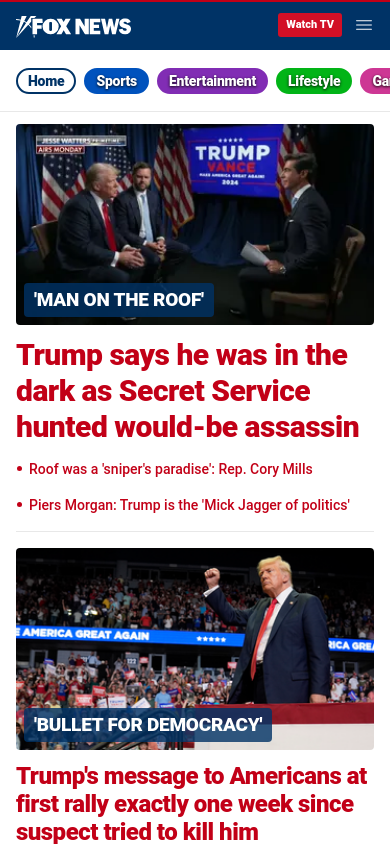 FOX NEWS
Watch TV
Home
Sports
Entertainment
Lifestyle
Ga
JESSE WATTERS PRIMETIME
AIRS MONDAY
TRUMP
VANCE
MAKE AMERICA GREAT AGAIN!
2024
'MAN ON THE ROOF'
Trump says he was in the
dark as Secret Service
hunted would-be assassin
• Roof was a 'sniper's paradise': Rep. Cory Mills
• Piers Morgan: Trump is the 'Mick Jagger of politics'
E AMERICA GREAT AGAIN
RICA GREA
122
'BULLET FOR DEMOCRACY'
Trump's message to Americans at
first rally exactly one week since
suspect tried to kill him